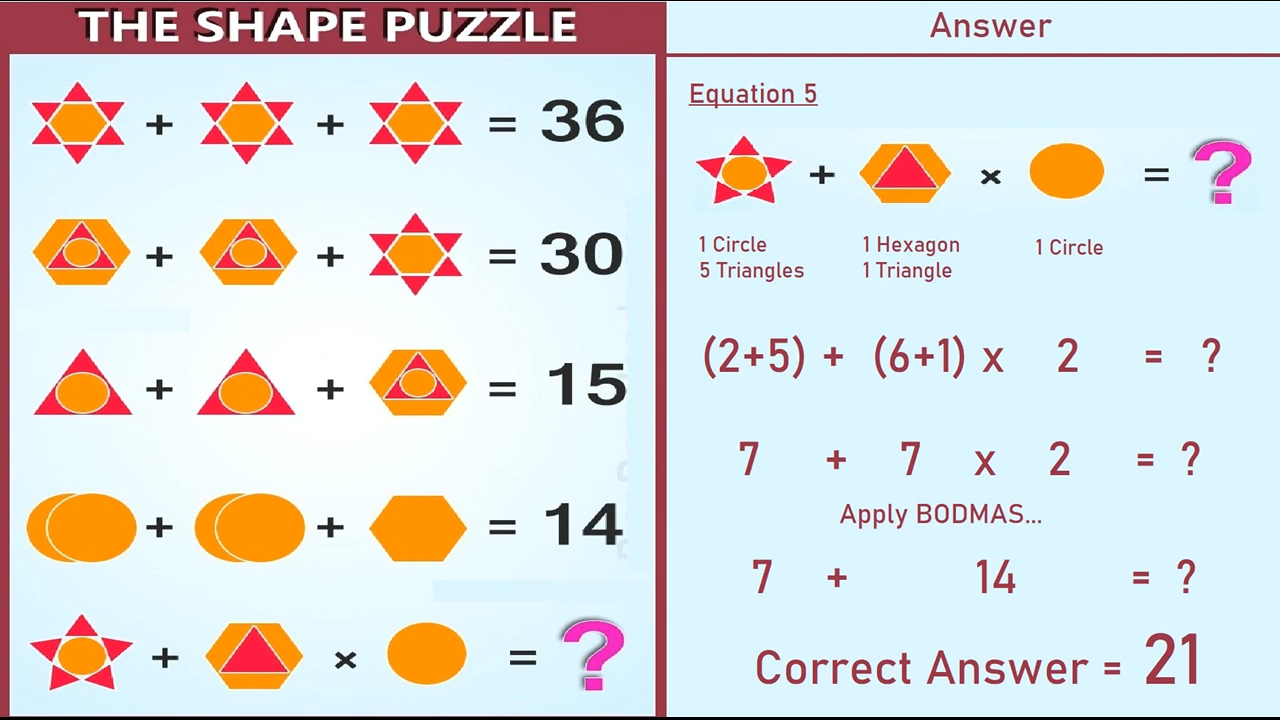 THE SHAPE PUZZLE
+ + = 36
+ + = 30
+ + = 15
+ + = 14
+ × = ?
Answer
Equation 5
+ × = ?
1 Circle 1 Hexagon 1 Circle
5 Triangles 1 Triangle
(2+5) + (6+1) x 2 = ?
7 + 7 x 2 = ?
Apply BODMAS...
7 + 14 = ?
Correct Answer = 21